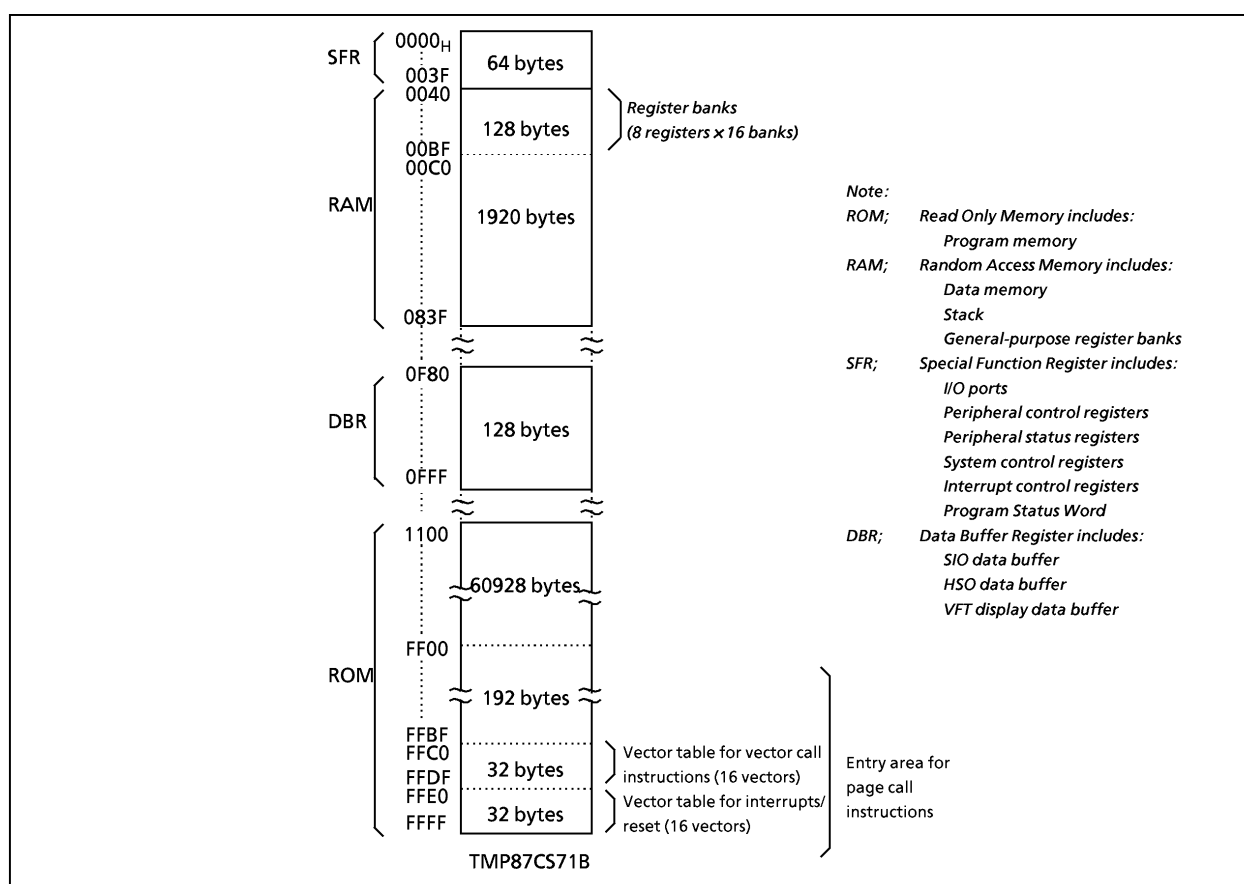 SFR
0000H
003F
64 bytes
RAM
0040
00BF
128 bytes
Register banks
(8 registers × 16 banks)
00C0
083F
1920 bytes
DBR
0F80
0FFF
128 bytes
ROM
1100
60928 bytes
FF00
FFBF
192 bytes
FFC0
FFDF
32 bytes
Vector table for vector call
instructions (16 vectors)
FFE0
FFFF
32 bytes
Vector table for interrupts/
reset (16 vectors)
Entry area for
page call
instructions
TMP87CS71B
Note:
ROM; Read Only Memory includes:
Program memory
RAM; Random Access Memory includes:
Data memory
Stack
General-purpose register banks
SFR; Special Function Register includes:
I/O ports
Peripheral control registers
Peripheral status registers
System control registers
Interrupt control registers
Program Status Word
DBR; Data Buffer Register includes:
SIO data buffer
HSO data buffer
VFT display data buffer